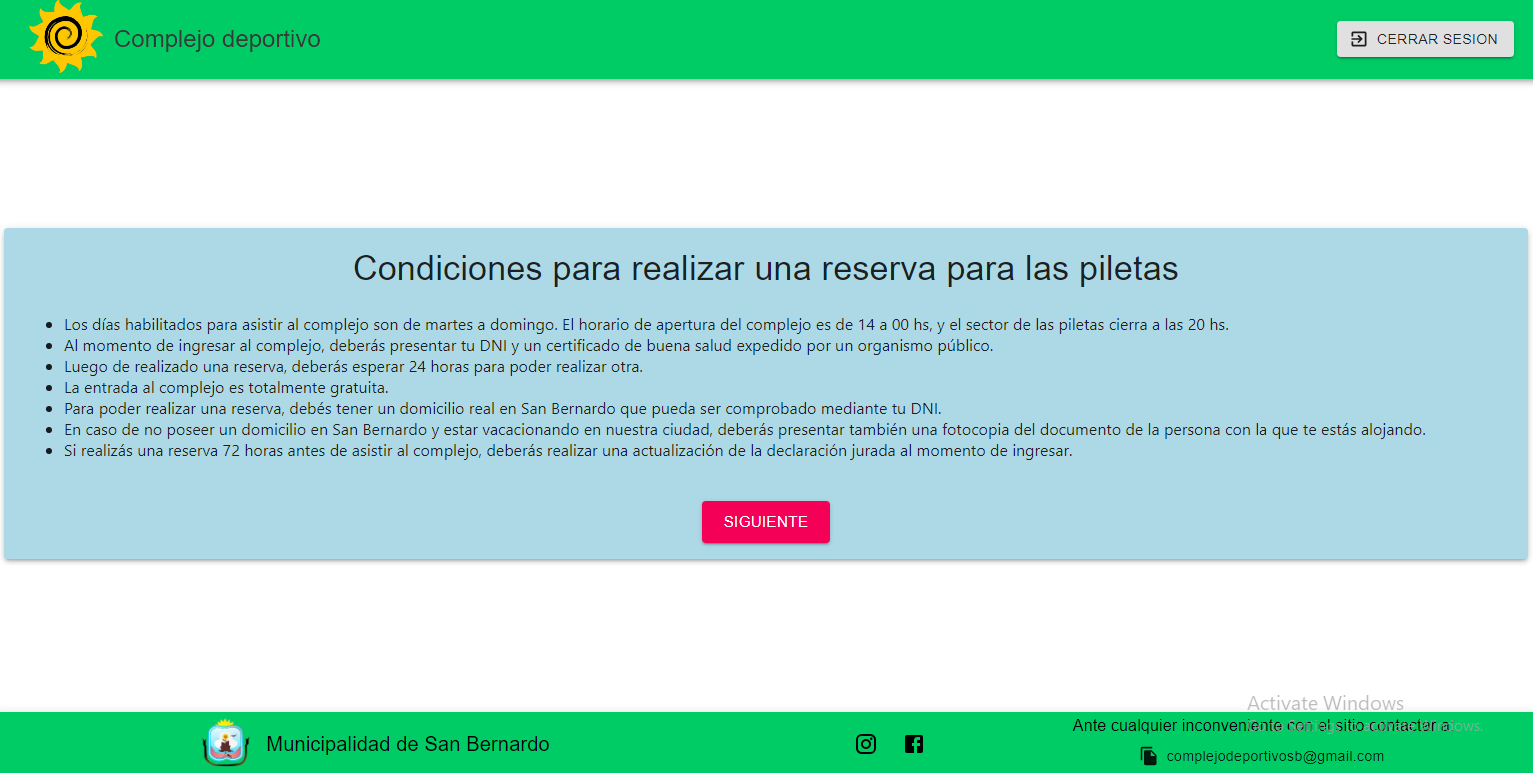 Complejo deportivo
CERRAR SESION
Condiciones para realizar una reserva para las piletas
Los días habilitados para asistir al complejo son de martes a domingo. El horario de apertura del complejo es de 14 a 00 hs, y el sector de las piletas cierra a las 20 hs.
Al momento de ingresar al complejo, deberás presentar tu DNI y un certificado de buena salud expedido por un organismo público.
Luego de realizado una reserva, deberás esperar 24 horas para poder realizar otra.
La entrada al complejo es totalmente gratuita.
Para poder realizar una reserva, debés tener un domicilio real en San Bernardo que pueda ser comprobado mediante tu DNI.
En caso de no poseer un domicilio en San Bernardo y estar vacacionando en nuestra ciudad, deberás presentar también una fotocopia del documento de la persona con la que te estás alojando.
Si realizás una reserva 72 horas antes de asistir al complejo, deberás realizar una actualización de la declaración jurada al momento de ingresar.
SIGUIENTE
Activate Windows
Municipalidad de San Bernardo
Ante cualquier inconveniente con el sitio contactar a:
complejodeportivosb@gmail.com